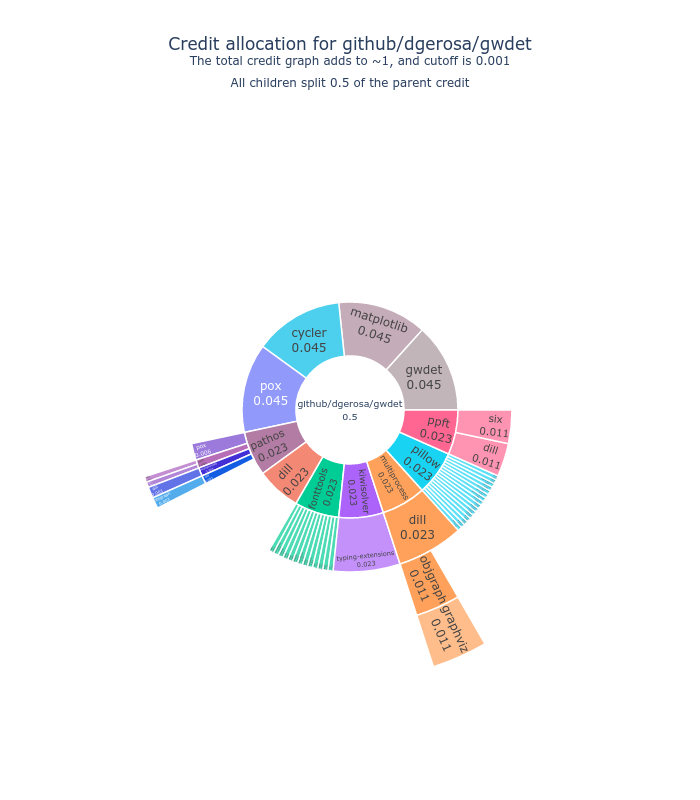 Credit allocation for github/dgerosa/gwdet
The total credit graph adds to ~1, and cutoff is 0.001
All children split 0.5 of the parent credit
matplotlib
0.045
cycler
0.045
gwdet
0.045
pox
0.045
github/dgerosa/gwdet
0.5
ppft
0.023
six
0.011
dill
0.011
pathos
0.023
pox
0.006
pillow
0.023
dill
0.023
fonttools
0.023
kiwisolver
0.023
multiprocess
0.023
dill
0.023
typing-extensions
0.023
objgraph
0.011
graphviz
0.011